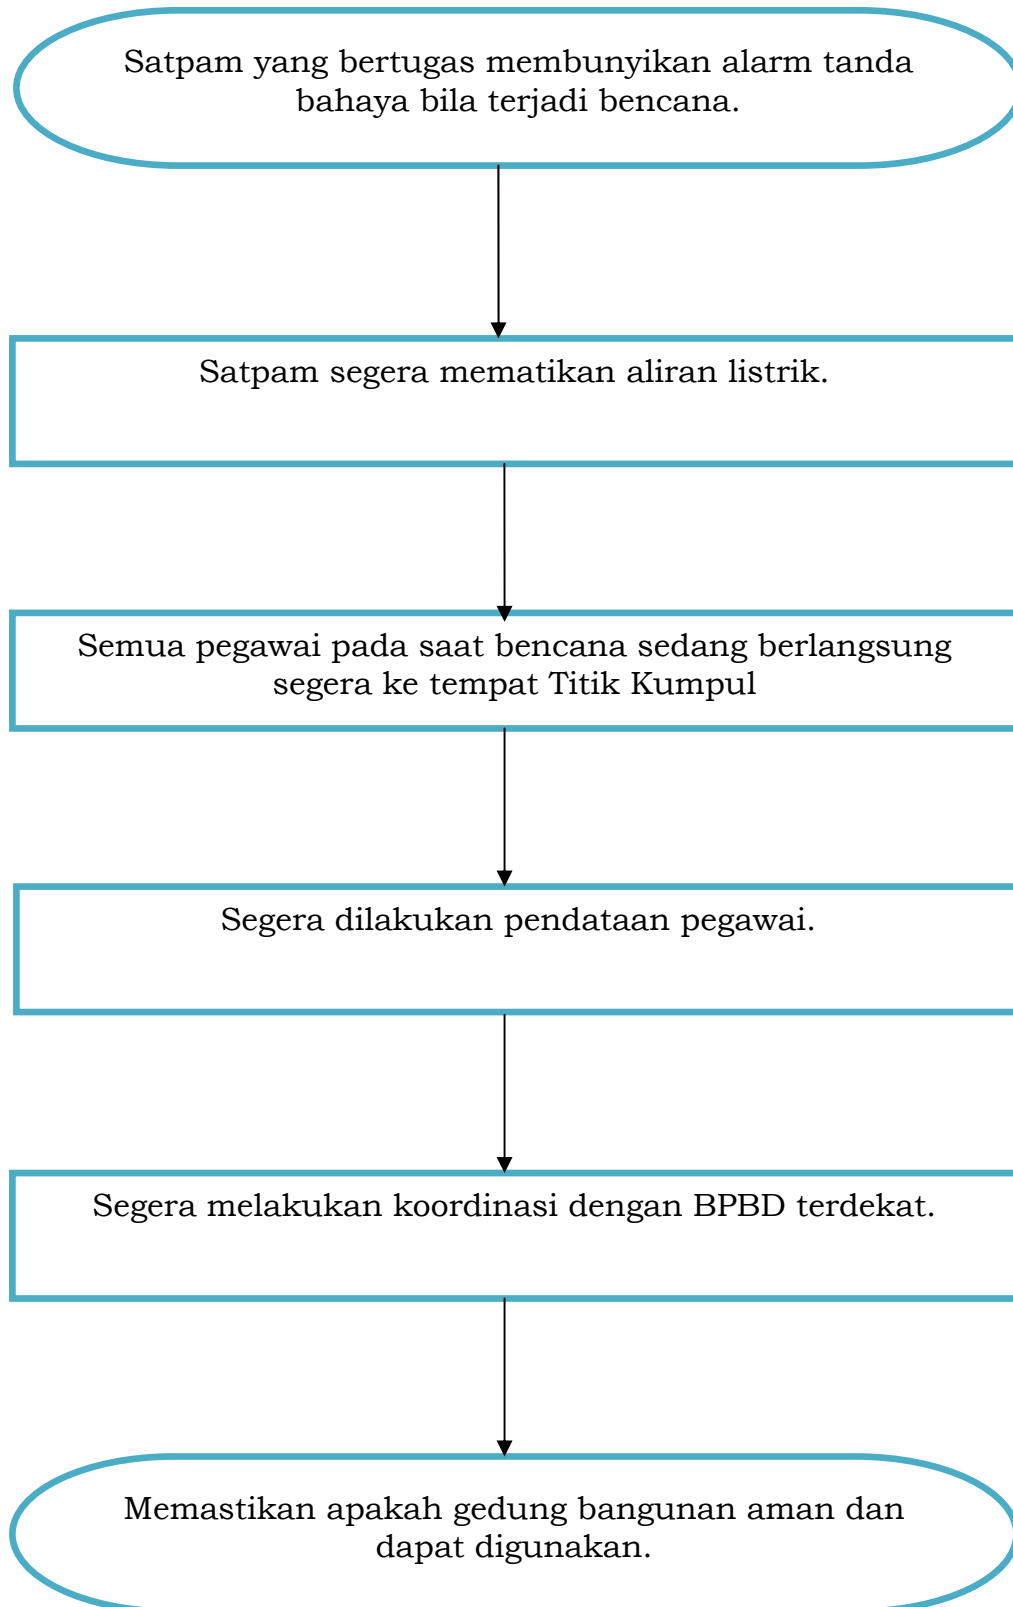 Satpam yang bertugas membunyikan alarm tanda
bahaya bila terjadi bencana.
Satpam segera mematikan aliran listrik.
Semua pegawai pada saat bencana sedang berlangsung
segera ke tempat Titik Kumpul
Segera dilakukan pendataan pegawai.
Segera melakukan koordinasi dengan BPBD terdekat.
Memastikan apakah gedung bangunan aman dan
dapat digunakan.